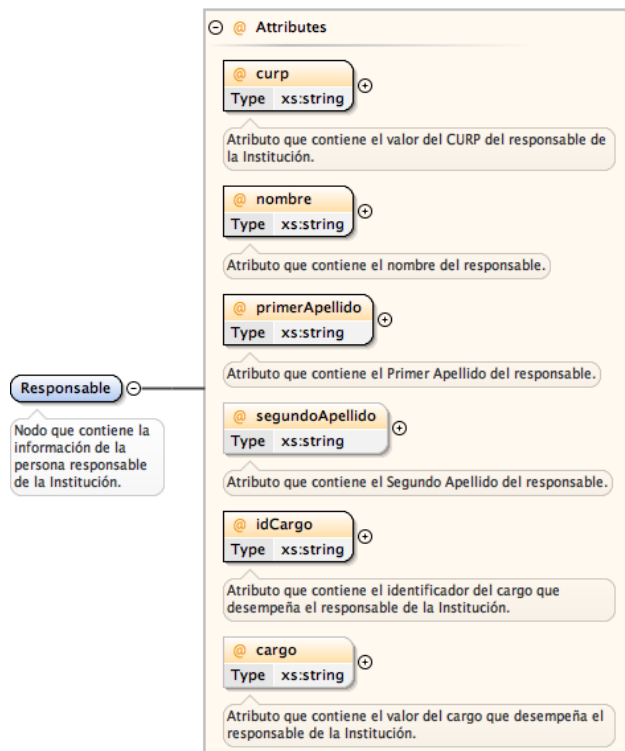 @ Attributes
@ curp
Type xs:string
Atributo que contiene el valor del CURP del responsable de
la Institución.
@ nombre
Type xs:string
Atributo que contiene el nombre del responsable.
@ primerApellido
Type xs:string
Atributo que contiene el Primer Apellido del responsable.
Responsable
Nodo que contiene la
información de la
persona responsable
de la Institución.
@ segundoApellido
Type xs:string
Atributo que contiene el Segundo Apellido del responsable.
@ idCargo
Type xs:string
Atributo que contiene el identificador del cargo que
desempeña el responsable de la Institución.
@ cargo
Type xs:string
Atributo que contiene el valor del cargo que desempeña el
responsable de la Institución.